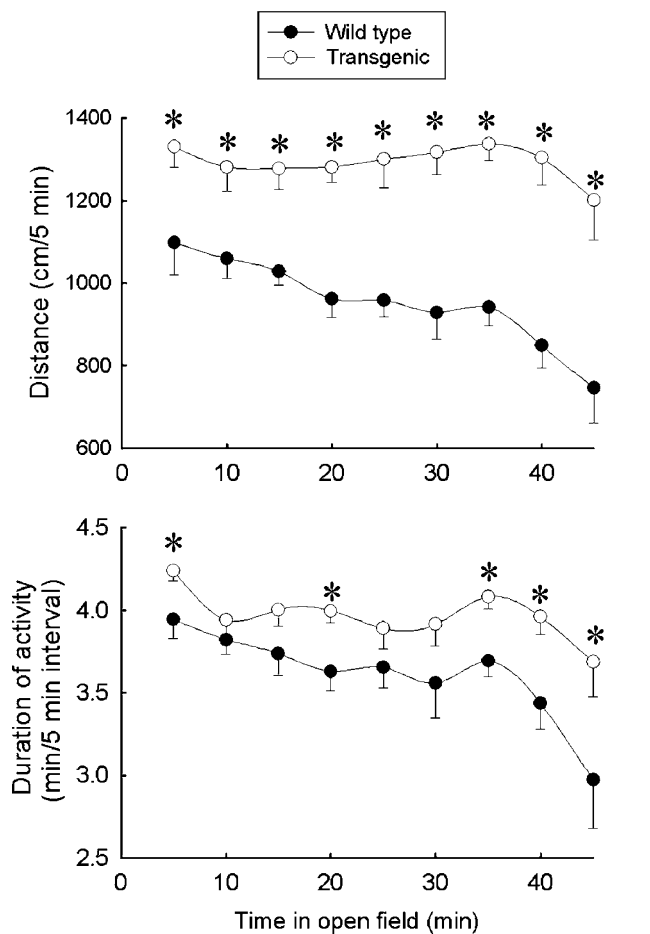 Wild type
Transgenic
* * * * * * * * *
1400
1200
1000
800
600
Distance (cm/5 min)
0 10 20 30 40
* * * * *
4.5
4.0
3.5
3.0
2.5
Duration of activity
(min/5 min interval)
0 10 20 30 40
Time in open field (min)